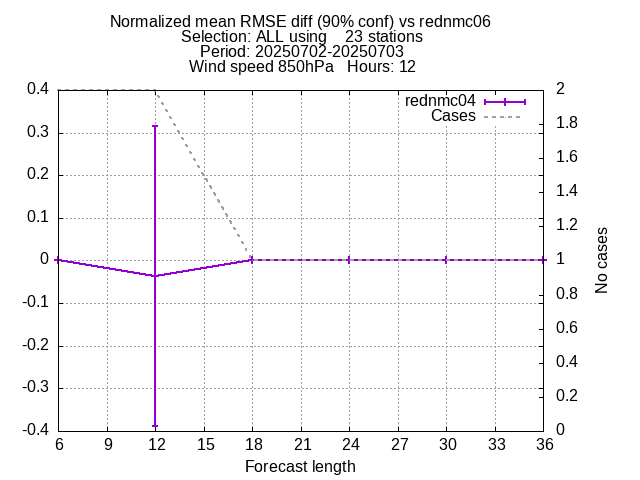 Normalized mean RMSE diff (90% conf) vs rednmc06
Selection: ALL using    23 stations
Period: 20250702-20250703
Wind speed 850hPa   Hours: 12
rednmc04
Cases
0.4
0.3
0.2
0.1
0
-0.1
-0.2
-0.3
-0.4
2
1.8
1.6
1.4
1.2
1
0.8
0.6
0.4
0.2
0
No cases
6 9 12 15 18 21 24 27 30 33 36
Forecast length